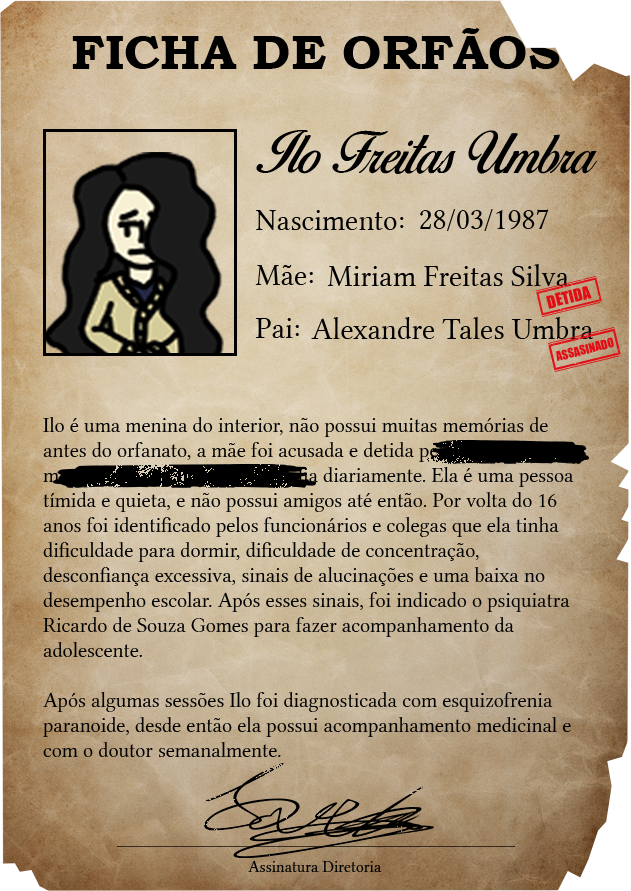 FICHA DE ORFÃOS
Ilo Freitas Umbra
Nascimento: 28/03/1987
Mãe: Miriam Freitas Silva
DETIDA
Pai: Alexandre Tales Umbra
ASSASINADO
Ilo é uma menina do interior, não possui muitas memórias de
antes do orfanato, a mãe foi acusada e detida
diariamente. Ela é uma pessoa
tímida e quieta, e não possui amigos até então. Por volta do 16
anos foi identificado pelos funcionários e colegas que ela tinha
dificuldade para dormir, dificuldade de concentração,
desconfiança excessiva, sinais de alucinações e uma baixa no
desempenho escolar. Após esses sinais, foi indicado o psiquiatra
Ricardo de Souza Gomes para fazer acompanhamento da
adolescente.
Após algumas sessões Ilo foi diagnosticada com esquizofrenia
paranoide, desde então ela possui acompanhamento medicinal e
com o doutor semanalmente.
Assinatura Diretoria